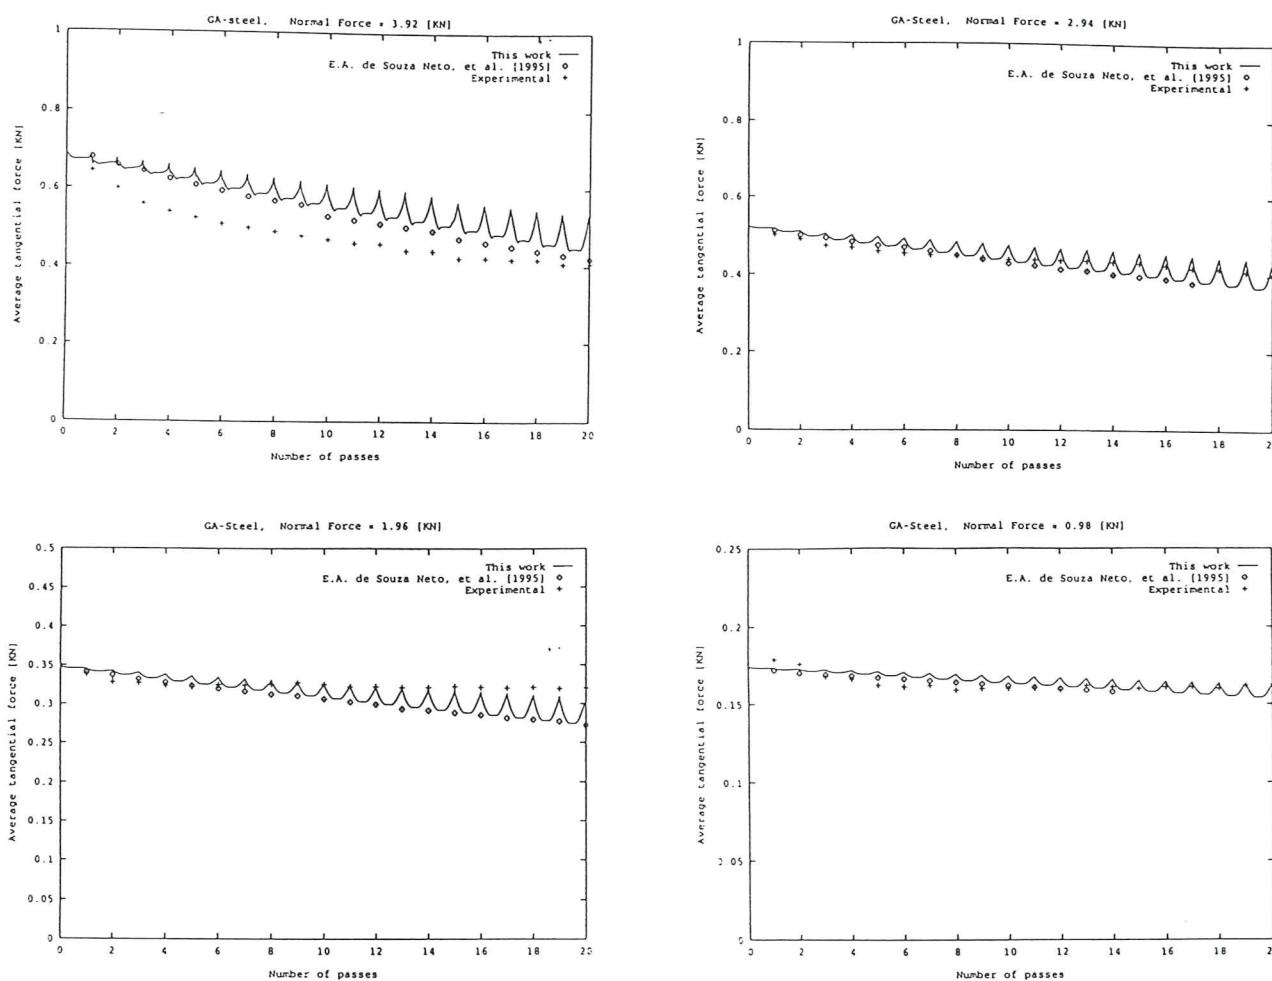 GA-steel, Normal Force = 3.92 [KN]
This work
E.A. de Souza Neto, et al. [1995]
Experimental
1
0.8
0.6
0.4
0.2
0
Average tangential force [KN]
0 2 4 6 8 10 12 14 16 18 20
Number of passes
GA-Steel, Normal Force = 2.94 [KN]
This work
E.A. de Souza Neto, et al. [1995]
Experimental
1
0.8
0.6
0.4
0.2
0
Average tangential force [KN]
0 2 4 6 8 10 12 14 16 18 2
Number of passes
GA-Steel, Normal Force = 1.96 [KN]
This work
E.A. de Souza Neto, et al. [1995]
Experimental
0.5
0.45
0.4
0.35
0.3
0.25
0.2
0.15
0.1
0.05
0
Average tangential force [KN]
0 2 4 6 8 10 12 14 16 18 20
Number of passes
GA-Steel, Normal Force = 0.98 [KN]
This work
E.A. de Souza Neto, et al. [1995]
Experimental
0.25
0.2
0.15
0.1
0.05
0
Average tangential force [KN]
0 2 4 6 8 10 12 14 16 18 2
Number of passes